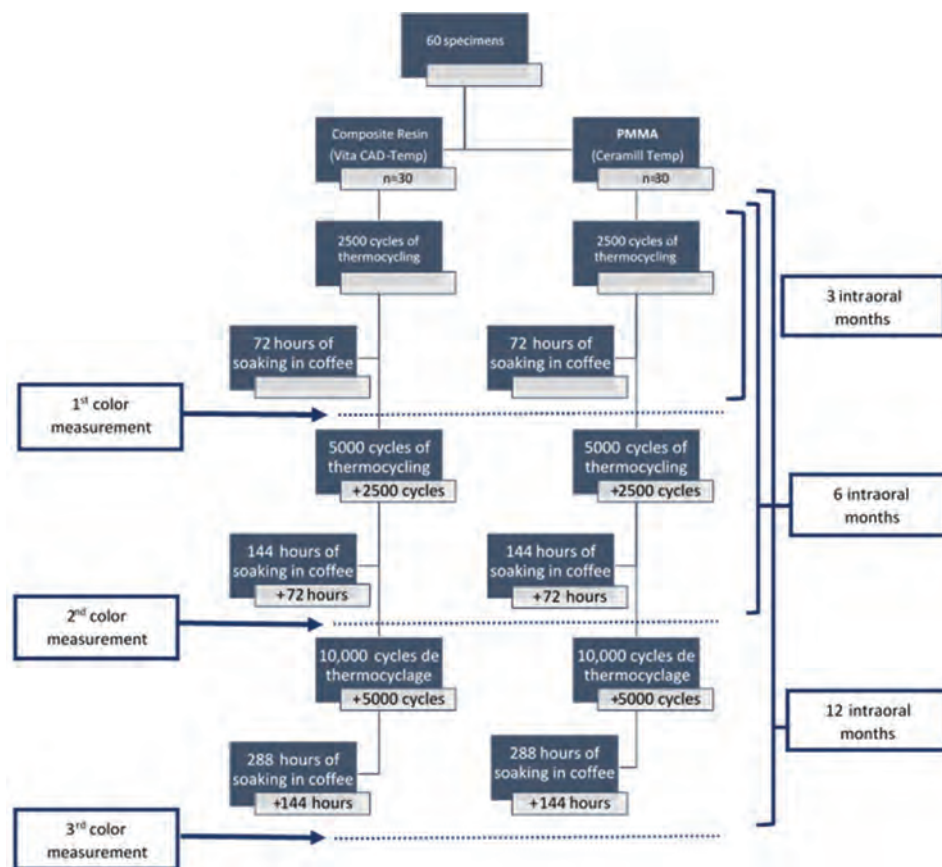 60 specimens
Composite Resin
(Vita CAD-Temp)
n=30
PMMA
(Ceramill Temp)
n=30
2500 cycles of
thermocycling
2500 cycles of
thermocycling
3 intraoral
months
72 hours of
soaking in coffee
72 hours of
soaking in coffee
1st color
measurement
5000 cycles of
thermocycling
+2500 cycles
5000 cycles of
thermocycling
+2500 cycles
6 intraoral
months
144 hours of
soaking in coffee
+72 hours
144 hours of
soaking in coffee
+72 hours
2nd color
measurement
10,000 cycles de
thermocyclage
+5000 cycles
10,000 cycles de
thermocyclage
+5000 cycles
12 intraoral
months
288 hours of
soaking in coffee
+144 hours
288 hours of
soaking in coffee
+144 hours
3rd color
measurement